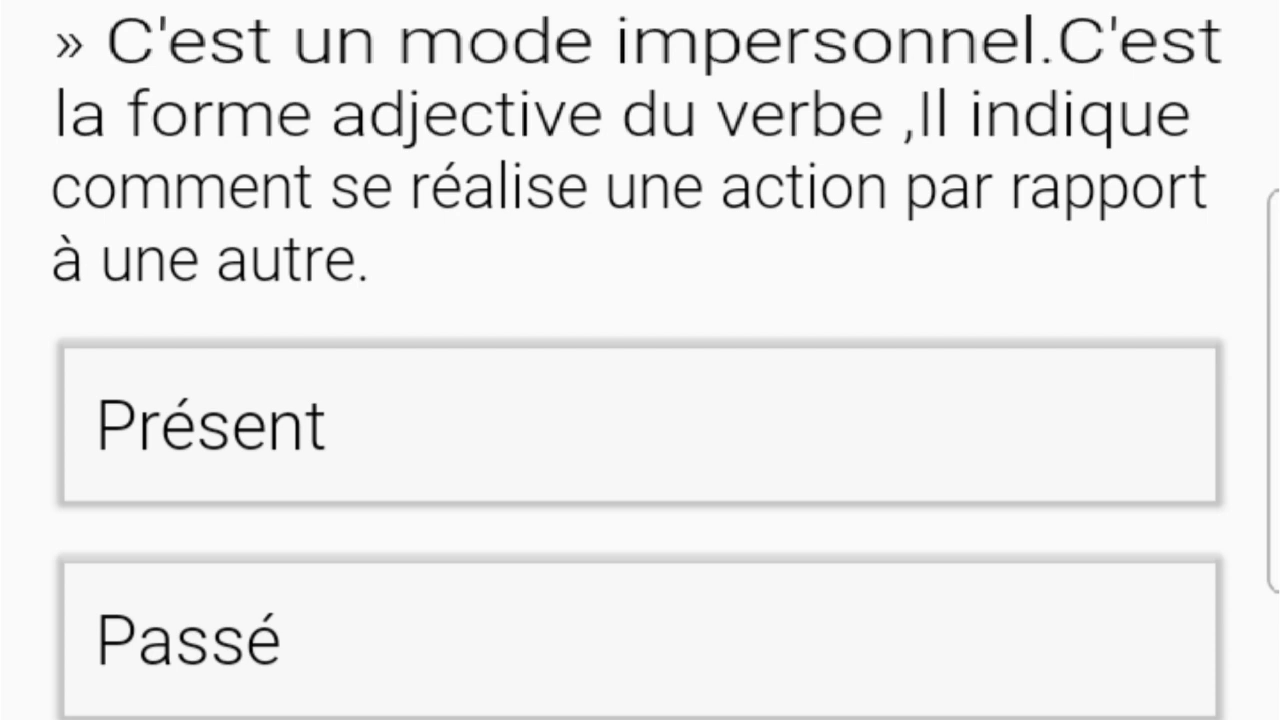 » C'est un mode impersonnel.C'est
la forme adjective du verbe ,Il indique
comment se réalise une action par rapport
à une autre.
Présent
Passé